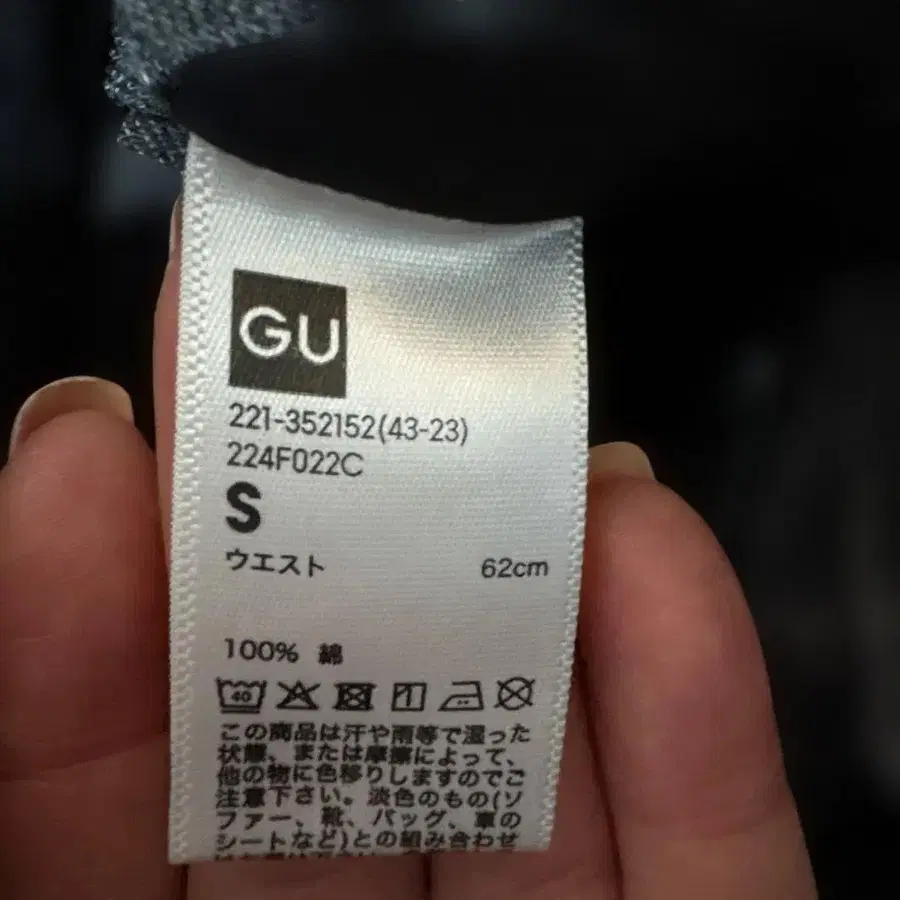 GU
221-352152(43-23)
224F022C
S
ウエスト 62cm
100% 綿
40
この商品は汗や雨等で湿った
状態、または摩擦によって、
他の物に色移りしますのでご
注意下さい。淡色のもの(ソ
ファー、靴、バッグ、車の
シートなど)との組み合わせ